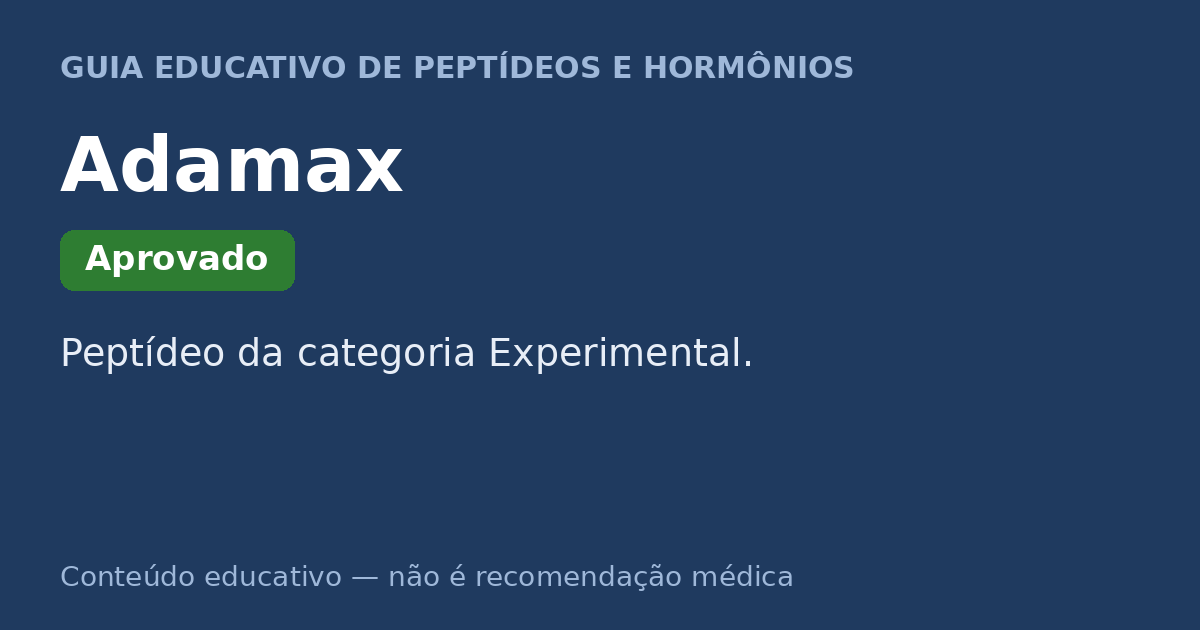 GUIA EDUCATIVO DE PEPTÍDEOS E HORMÔNIOS
Adamax
Aprovado
Peptídeo da categoria Experimental.
Conteúdo educativo — não é recomendação médica